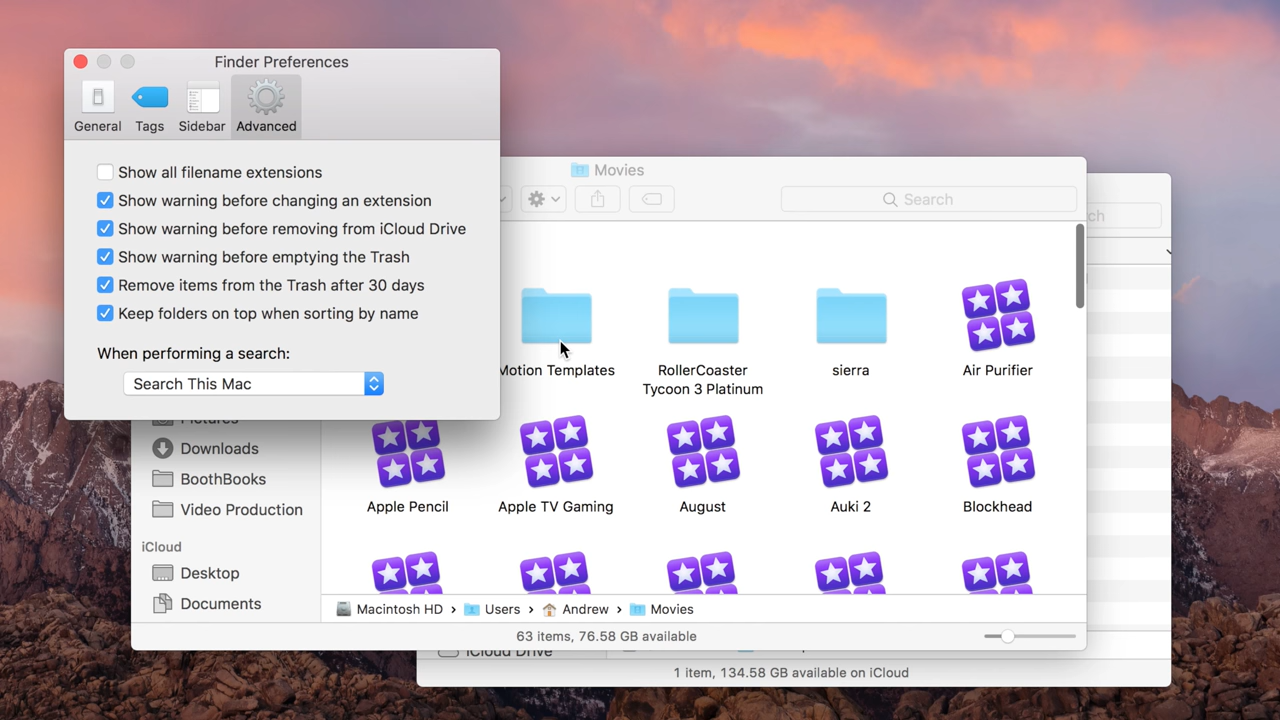 Finder Preferences
General
Tags
Sidebar
Advanced
Show all filename extensions
Show warning before changing an extension
Show warning before removing from iCloud Drive
Show warning before emptying the Trash
Remove items from the Trash after 30 days
Keep folders on top when sorting by name
When performing a search:
Search This Mac
Movies
Search
Motion Templates
RollerCoaster
Tycoon 3 Platinum
sierra
Air Purifier
Apple Pencil
Apple TV Gaming
August
Auki 2
Blockhead
Pictures
Downloads
BoothBooks
Video Production
iCloud
Desktop
Documents
Macintosh HD
Users
Andrew
Movies
63 items, 76.58 GB available
iCloud Drive
1 item, 134.58 GB available on iCloud